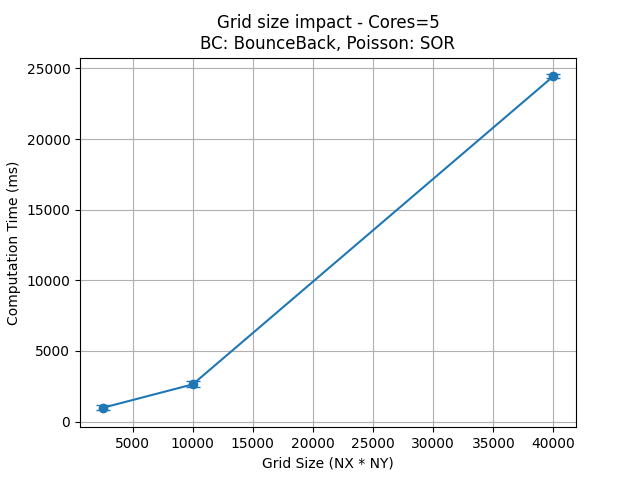 Grid size impact - Cores=5
BC: BounceBack, Poisson: SOR
25000
20000
15000
10000
5000
0
Computation Time (ms)
5000 10000 15000 20000 25000 30000 35000 40000
Grid Size (NX * NY)